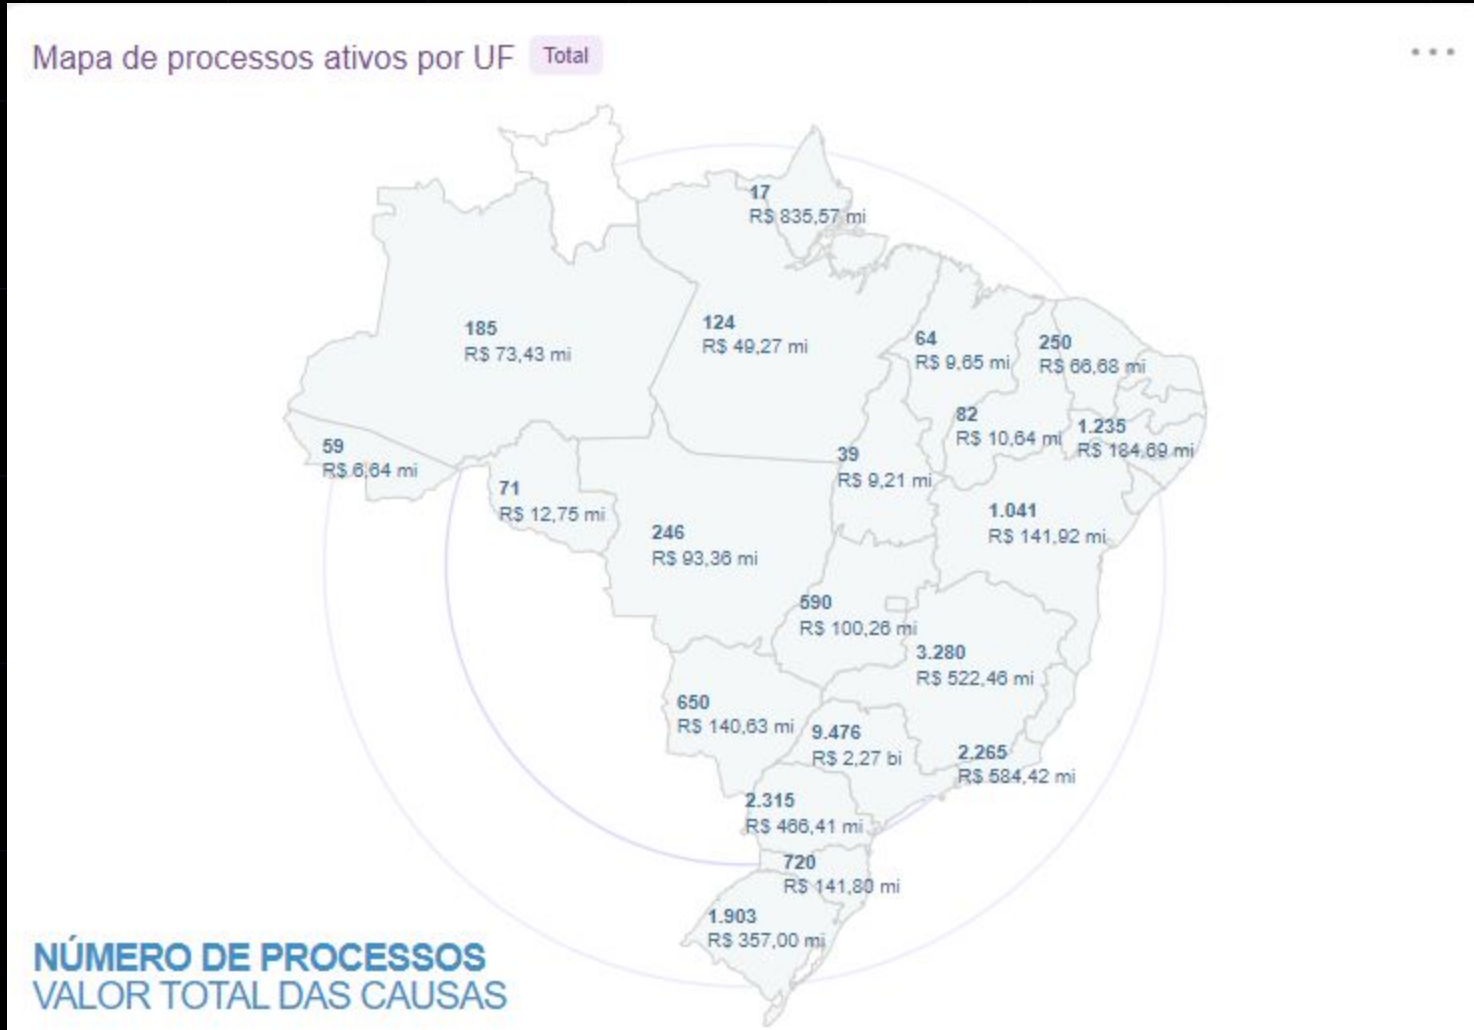 Mapa de processos ativos por UF Total
17
R$ 835,57 mi
185
R$ 73,43 mi
124
R$ 49,27 mi
64
R$ 9,65 mi
250
R$ 66,68 mi
82
R$ 10,64 mi
1.235
R$ 184,69 mi
59
R$ 6,64 mi
39
R$ 9,21 mi
71
R$ 12,75 mi
1.041
R$ 141,92 mi
246
R$ 93,36 mi
590
R$ 100,26 mi
3.280
R$ 522,46 mi
650
R$ 140,63 mi
9.476
R$ 2,27 bi
2.265
R$ 584,42 mi
2.315
R$ 466,41 mi
720
R$ 141,80 mi
1.903
R$ 357,00 mi
NÚMERO DE PROCESSOS
VALOR TOTAL DAS CAUSAS